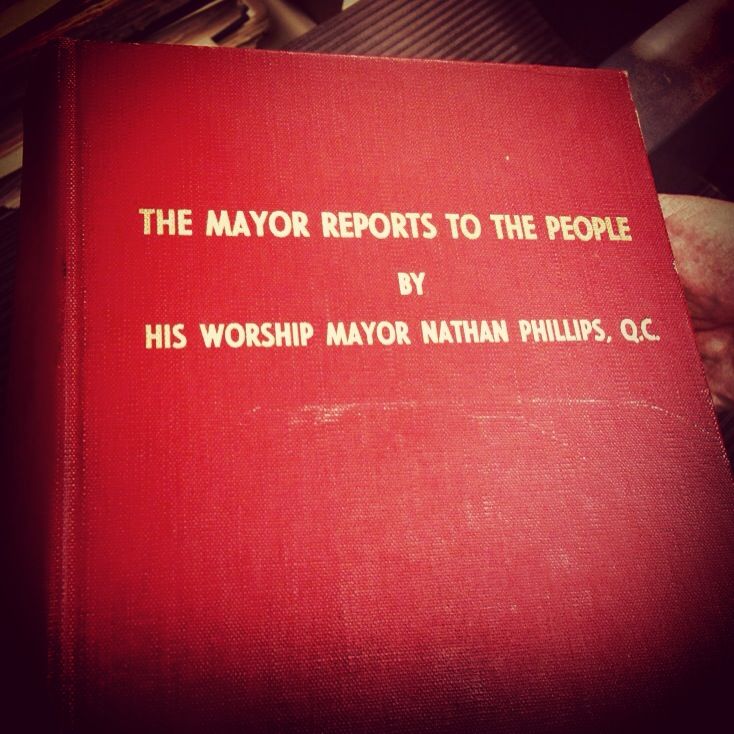 THE MAYOR REPORTS TO THE PEOPLE
BY
HIS WORSHIP MAYOR NATHAN PHILLIPS, Q.C.